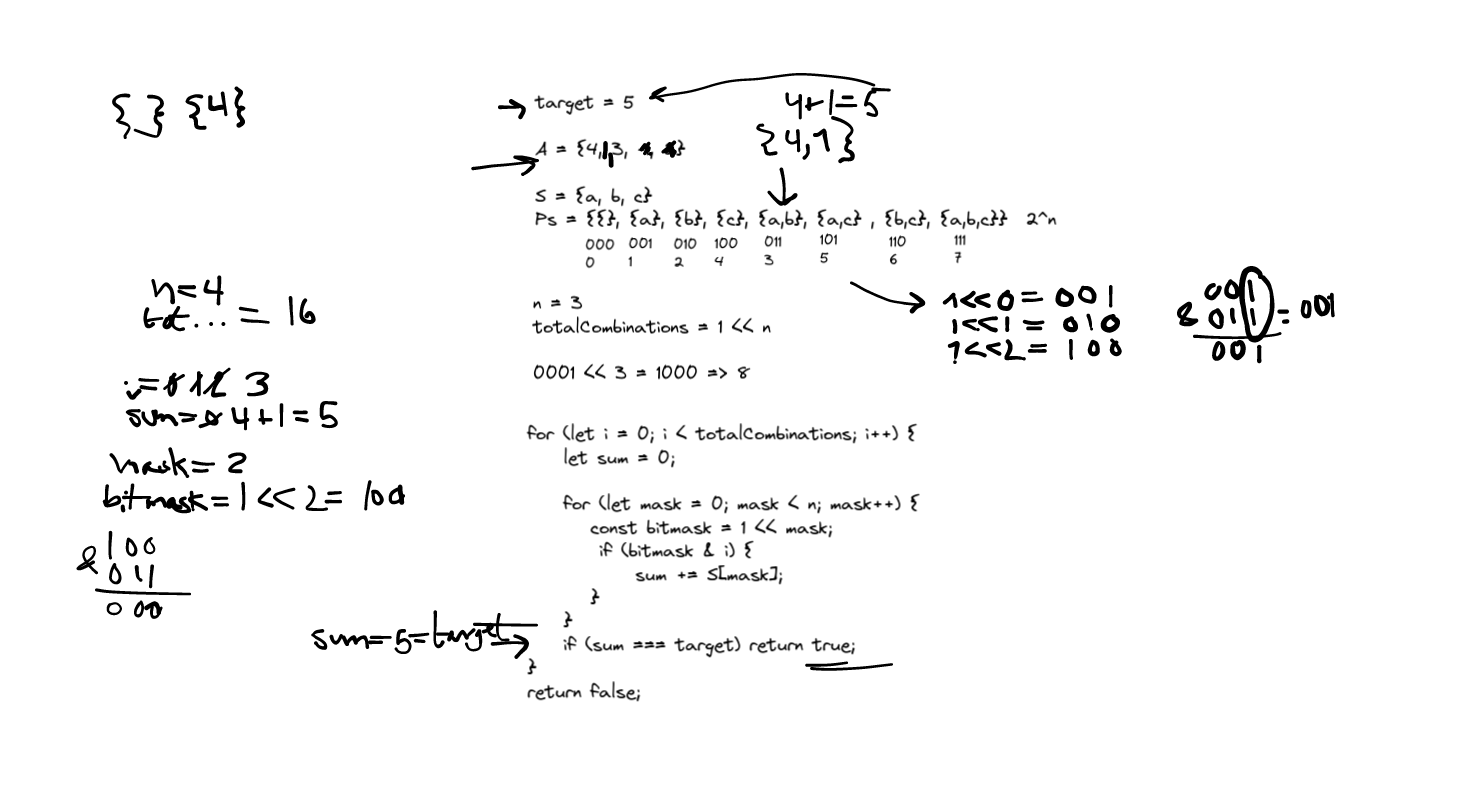 {_} {4}
target = 5
4+1=5
{4,1}
A = {4,1,3, }
S = {a, b, c}
Ps = {{}, {a}, {b}, {c}, {a,b}, {a,c} , {b,c}, {a,b,c}} 2^n
000 001 010 100 011 101 110 111
0 1 2 4 3 5 6 7
n = 3
totalCombinations = 1 << n
0001 << 3 = 1000 => 8
for (let i = 0; i < totalCombinations; i++) {
let sum = 0;
for (let mask = 0; mask < n; mask++) {
const bitmask = 1 << mask;
if (bitmask & i) {
sum += S[mask];
}
}
if (sum === target) return true;
}
return false;
n=4
tot... = 16
i=0 1 2 3
sum=0 4+1=5
mask=2
bitmask=1<<2= 100
100
& 011
000
sum=5=target
1<<0= 001
1<<1= 010
1<<2= 100
001
& 011 = 001
001